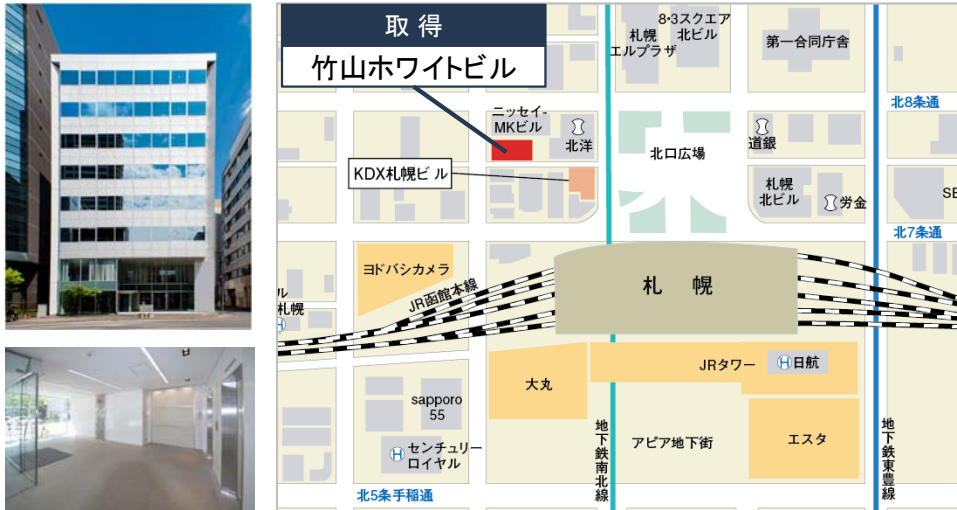 取得
竹山ホワイトビル
8・3スクエア
北ビル
札幌
エルプラザ
第一合同庁舎
北8条通
ニッセイ-
MKビル
北洋
北口広場
道銀
KDX札幌ビル
札幌
北ビル
労金
SE
北7条通
ヨドバシカメラ
JR函館本線
札幌
ル
札幌
H
JRタワー
H日航
大丸
sapporo
55
地下鉄南北線
アピア地下街
エスタ
地下鉄東豊線
Hセンチュリー
ロイヤル
北5条手稲通